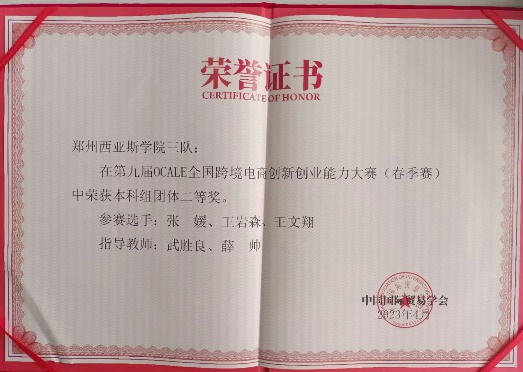 荣誉证书
CERTIFICATE OF HONOR
郑州西亚斯学院三队：
在第九届OCALE全国跨境电商创新创业能力大赛（春季赛）
中荣获本科组团体二等奖。
参赛选手：张　媛、王岩森、王文翔
指导教师：武胜良、薛　帅
中国国际贸易学会
2023年4月